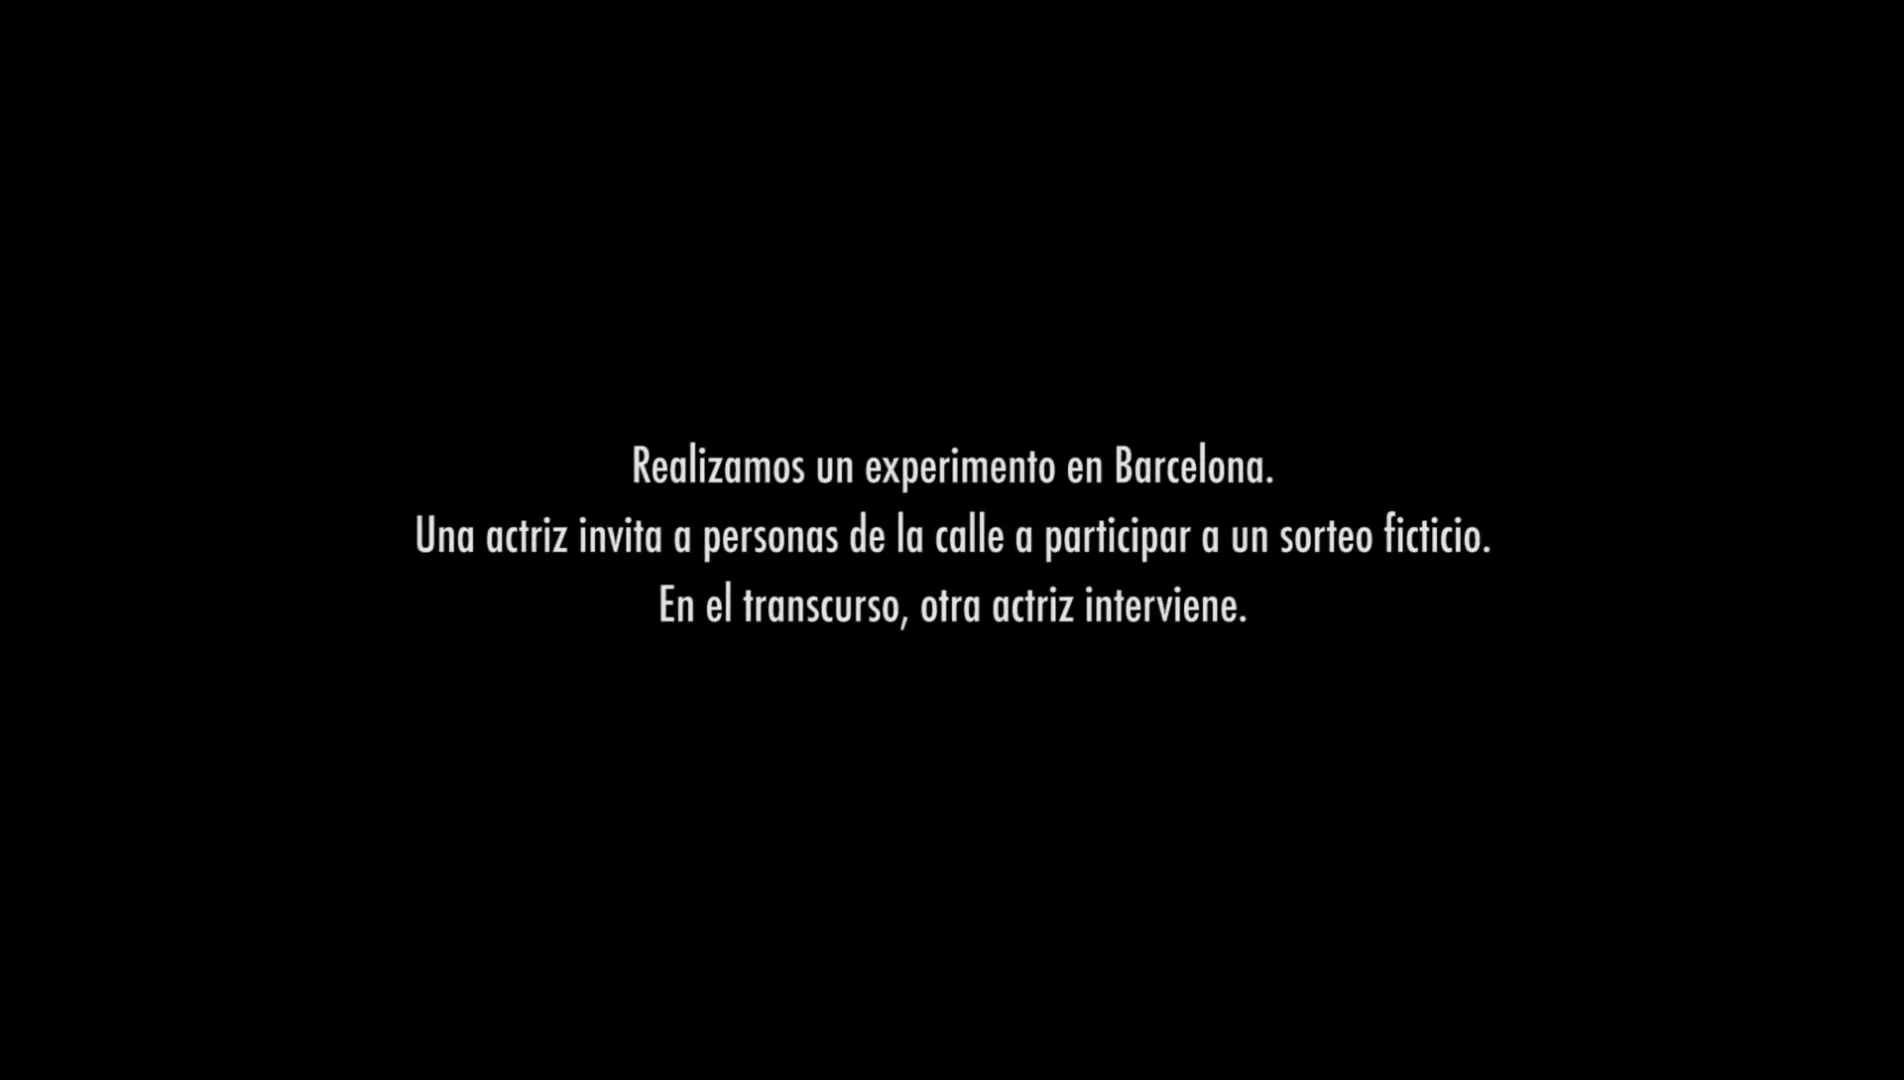 Realizamos un experimento en Barcelona.
Una actriz invita a personas de la calle a participar a un sorteo ficticio.
En el transcurso, otra actriz interviene.